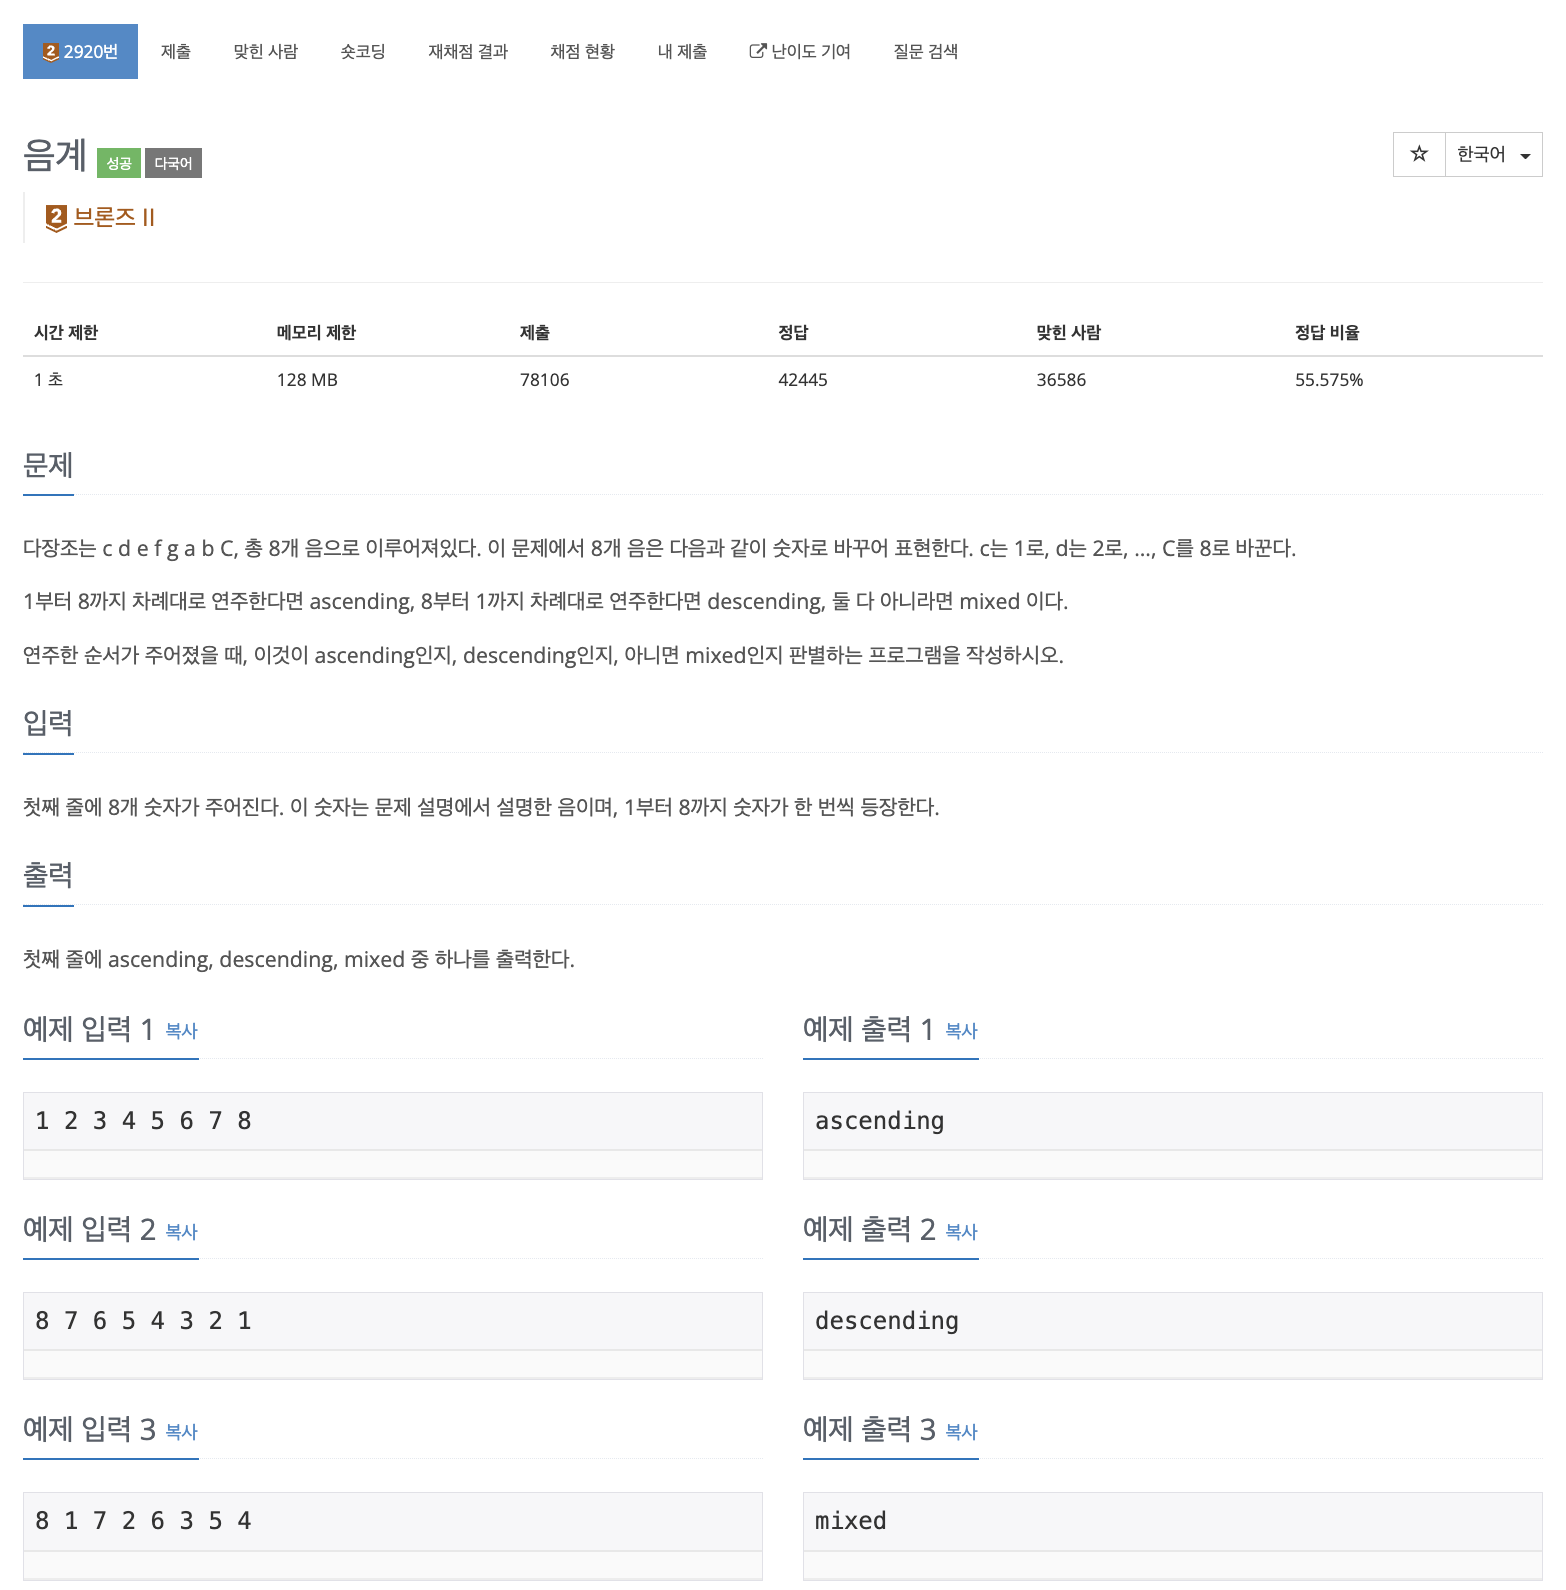 2 2920번 제출 맞힌 사람 숏코딩 재채점 결과 채점 현황 내 제출 난이도 기여 질문 검색
음계 성공 다국어 한국어
2 브론즈 II
시간 제한 메모리 제한 제출 정답 맞힌 사람 정답 비율
1 초 128 MB 78106 42445 36586 55.575%
문제
다장조는 c d e f g a b C, 총 8개 음으로 이루어져있다. 이 문제에서 8개 음은 다음과 같이 숫자로 바꾸어 표현한다. c는 1로, d는 2로, ..., C를 8로 바꾼다.
1부터 8까지 차례대로 연주한다면 ascending, 8부터 1까지 차례대로 연주한다면 descending, 둘 다 아니라면 mixed 이다.
연주한 순서가 주어졌을 때, 이것이 ascending인지, descending인지, 아니면 mixed인지 판별하는 프로그램을 작성하시오.
입력
첫째 줄에 8개 숫자가 주어진다. 이 숫자는 문제 설명에서 설명한 음이며, 1부터 8까지 숫자가 한 번씩 등장한다.
출력
첫째 줄에 ascending, descending, mixed 중 하나를 출력한다.
예제 입력 1 복사 예제 출력 1 복사
1 2 3 4 5 6 7 8 ascending
예제 입력 2 복사 예제 출력 2 복사
8 7 6 5 4 3 2 1 descending
예제 입력 3 복사 예제 출력 3 복사
8 1 7 2 6 3 5 4 mixed